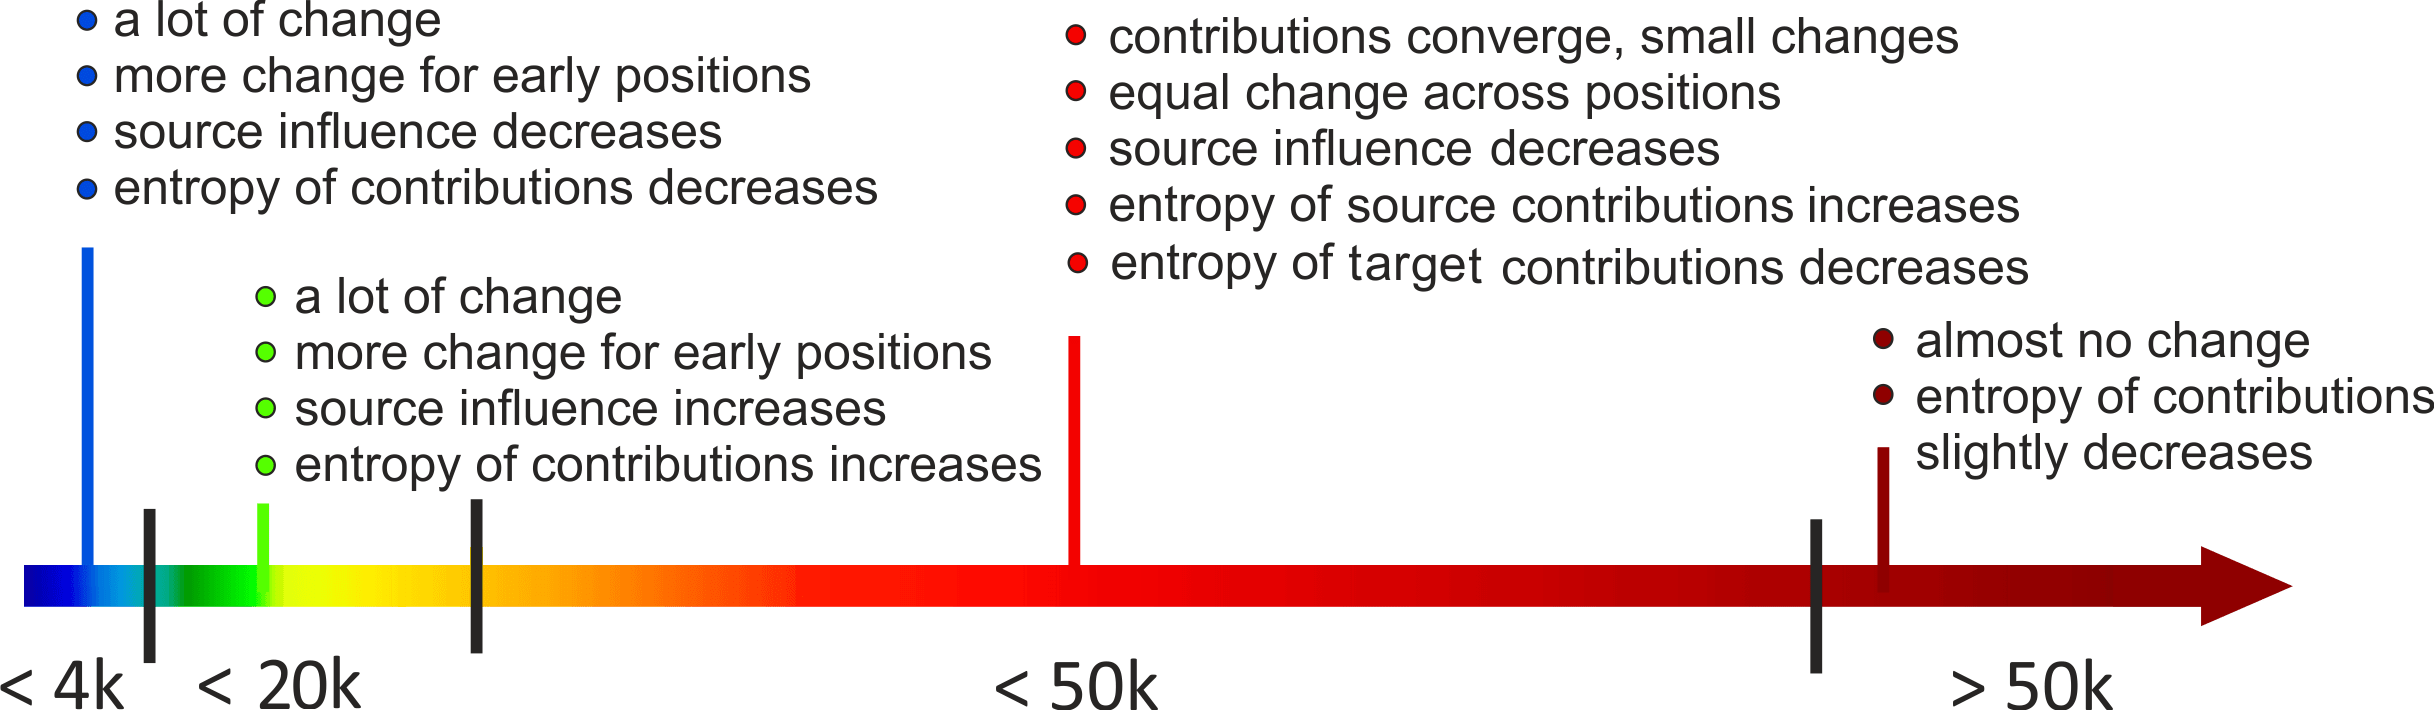 a lot of change
more change for early positions
source influence decreases
entropy of contributions decreases
a lot of change
more change for early positions
source influence increases
entropy of contributions increases
contributions converge, small changes
equal change across positions
source influence decreases
entropy of source contributions increases
entropy of target contributions decreases
almost no change
entropy of contributions
slightly decreases
< 4k
< 20k
< 50k
> 50k